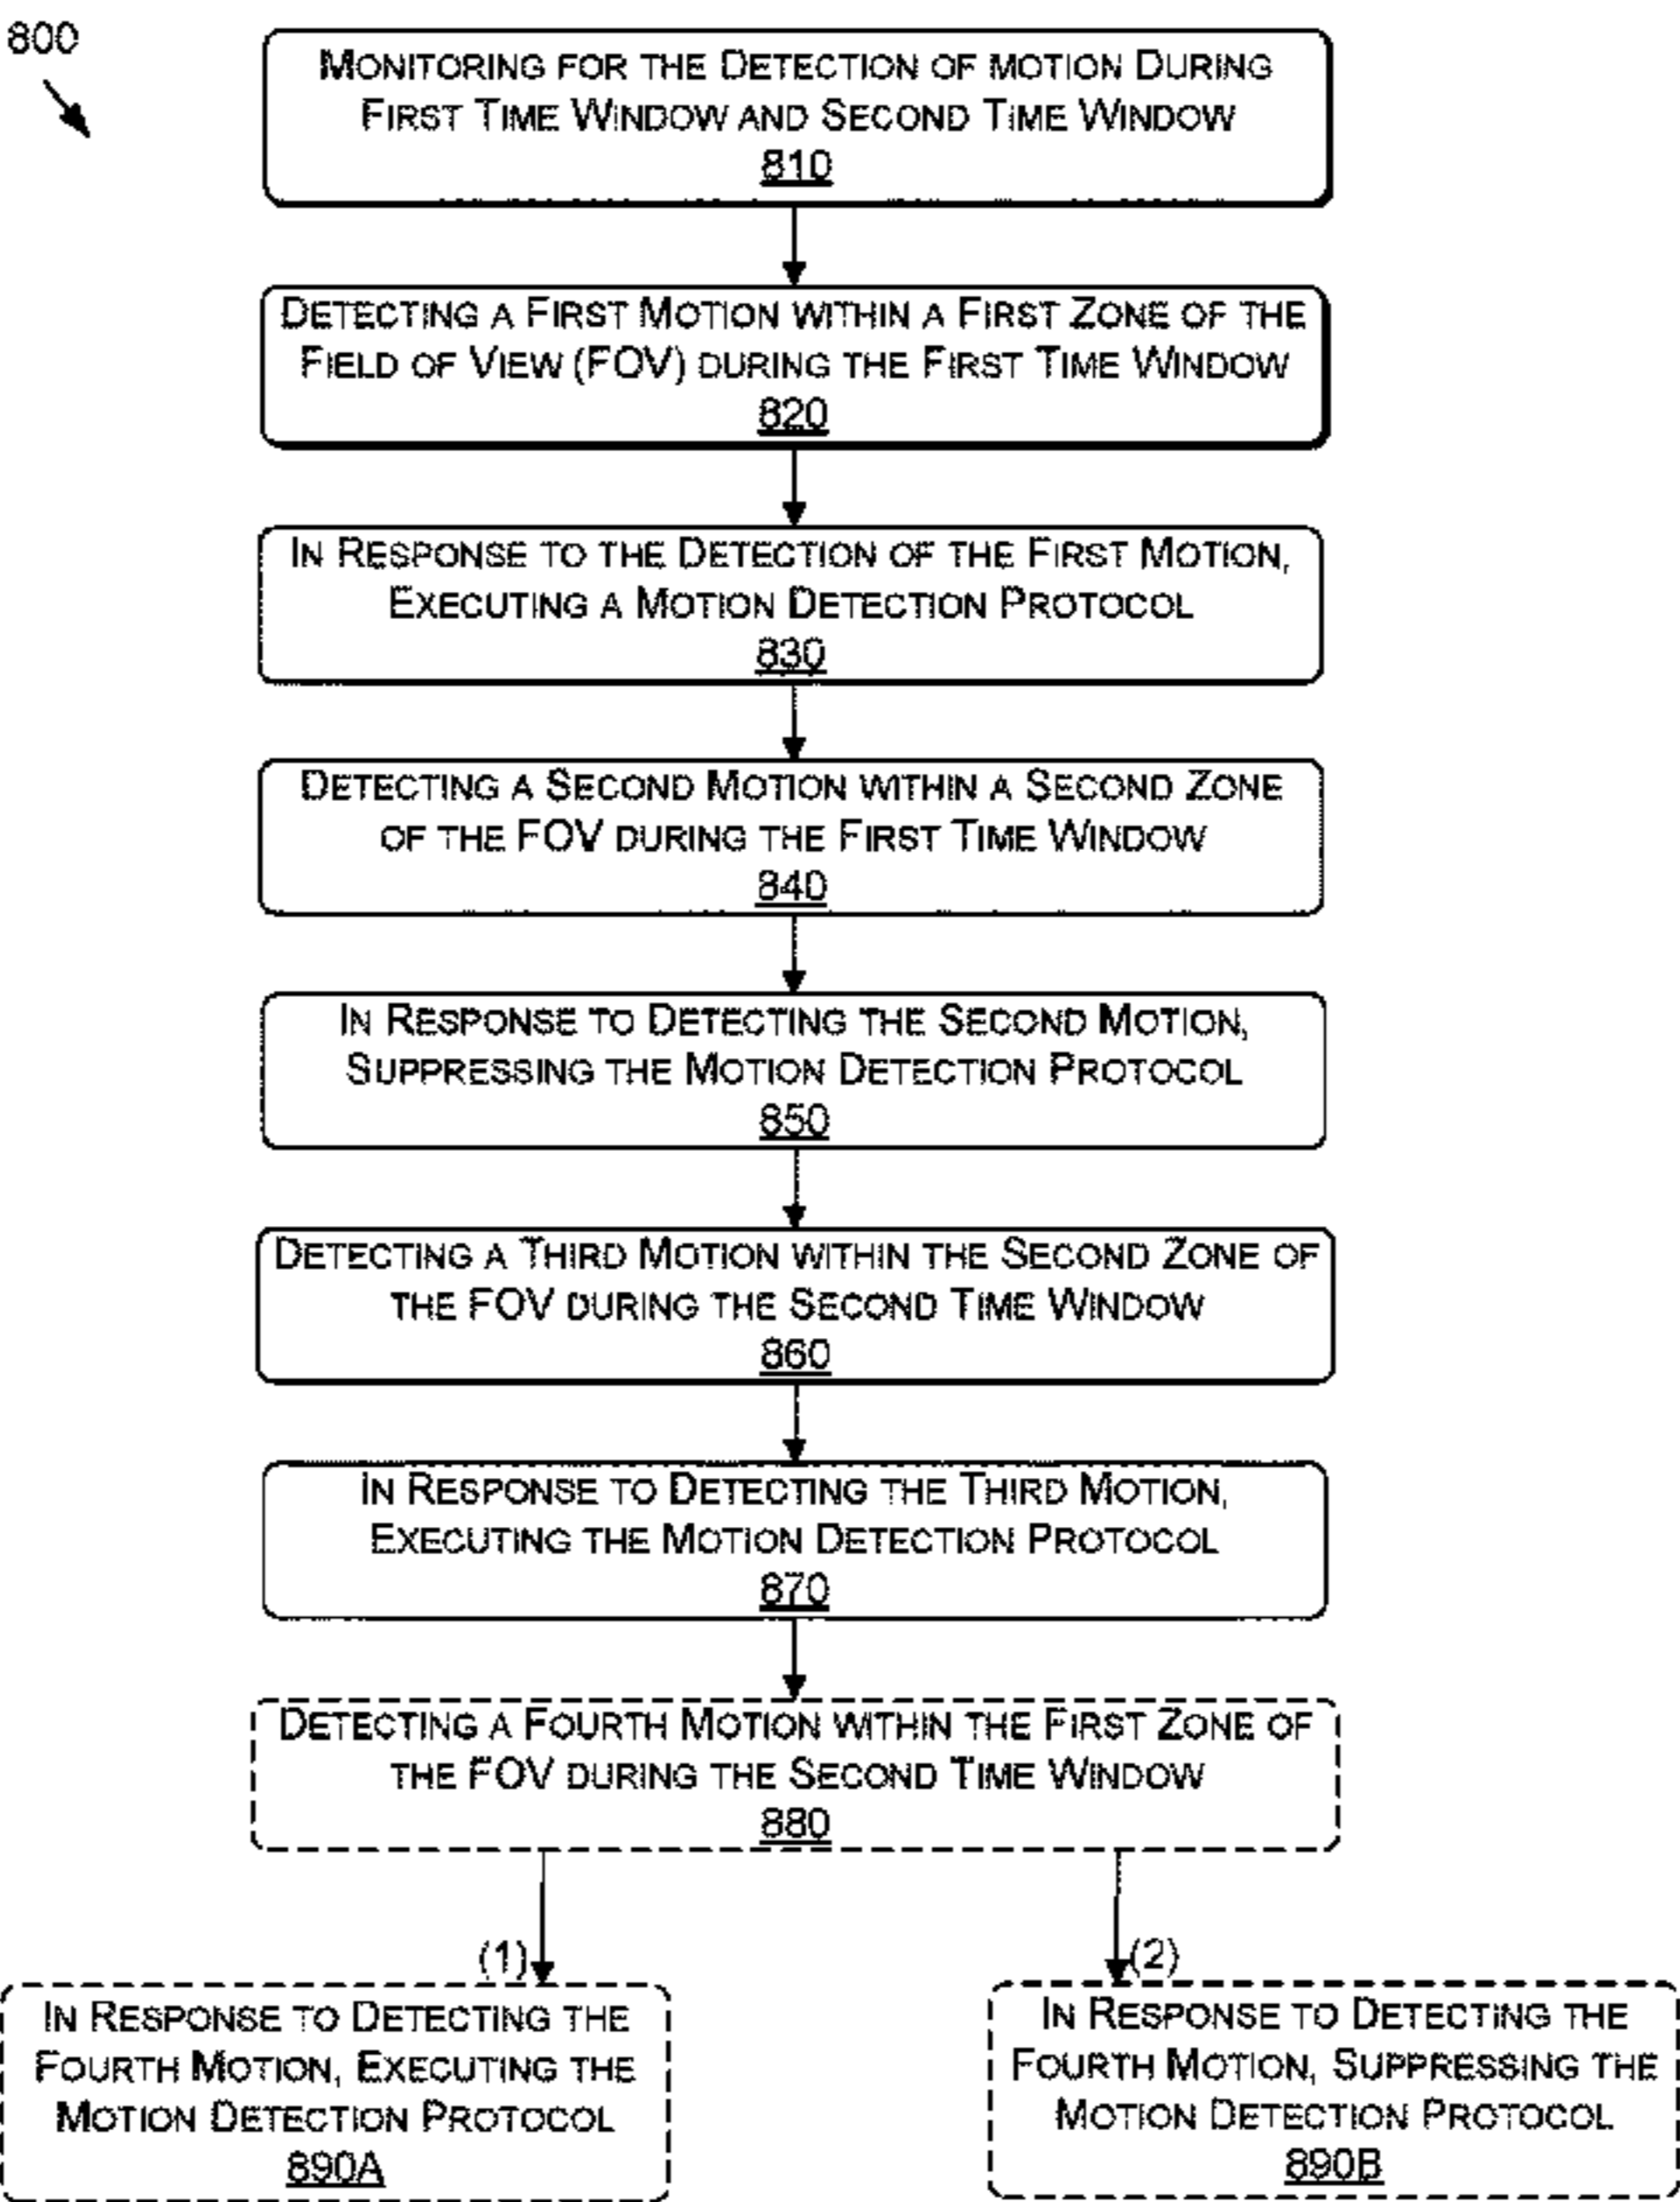 800
MONITORING FOR THE DETECTION OF MOTION DURING
FIRST TIME WINDOW AND SECOND TIME WINDOW
810
DETECTING A FIRST MOTION WITHIN A FIRST ZONE OF THE
FIELD OF VIEW (FOV) DURING THE FIRST TIME WINDOW
820
IN RESPONSE TO THE DETECTION OF THE FIRST MOTION,
EXECUTING A MOTION DETECTION PROTOCOL
830
DETECTING A SECOND MOTION WITHIN A SECOND ZONE
OF THE FOV DURING THE FIRST TIME WINDOW
840
IN RESPONSE TO DETECTING THE SECOND MOTION,
SUPPRESSING THE MOTION DETECTION PROTOCOL
850
DETECTING A THIRD MOTION WITHIN THE SECOND ZONE OF
THE FOV DURING THE SECOND TIME WINDOW
860
IN RESPONSE TO DETECTING THE THIRD MOTION,
EXECUTING THE MOTION DETECTION PROTOCOL
870
DETECTING A FOURTH MOTION WITHIN THE FIRST ZONE OF
THE FOV DURING THE SECOND TIME WINDOW
880
(1)
IN RESPONSE TO DETECTING THE
FOURTH MOTION, EXECUTING THE
MOTION DETECTION PROTOCOL
890A
(2)
IN RESPONSE TO DETECTING THE
FOURTH MOTION, SUPPRESSING THE
MOTION DETECTION PROTOCOL
890B